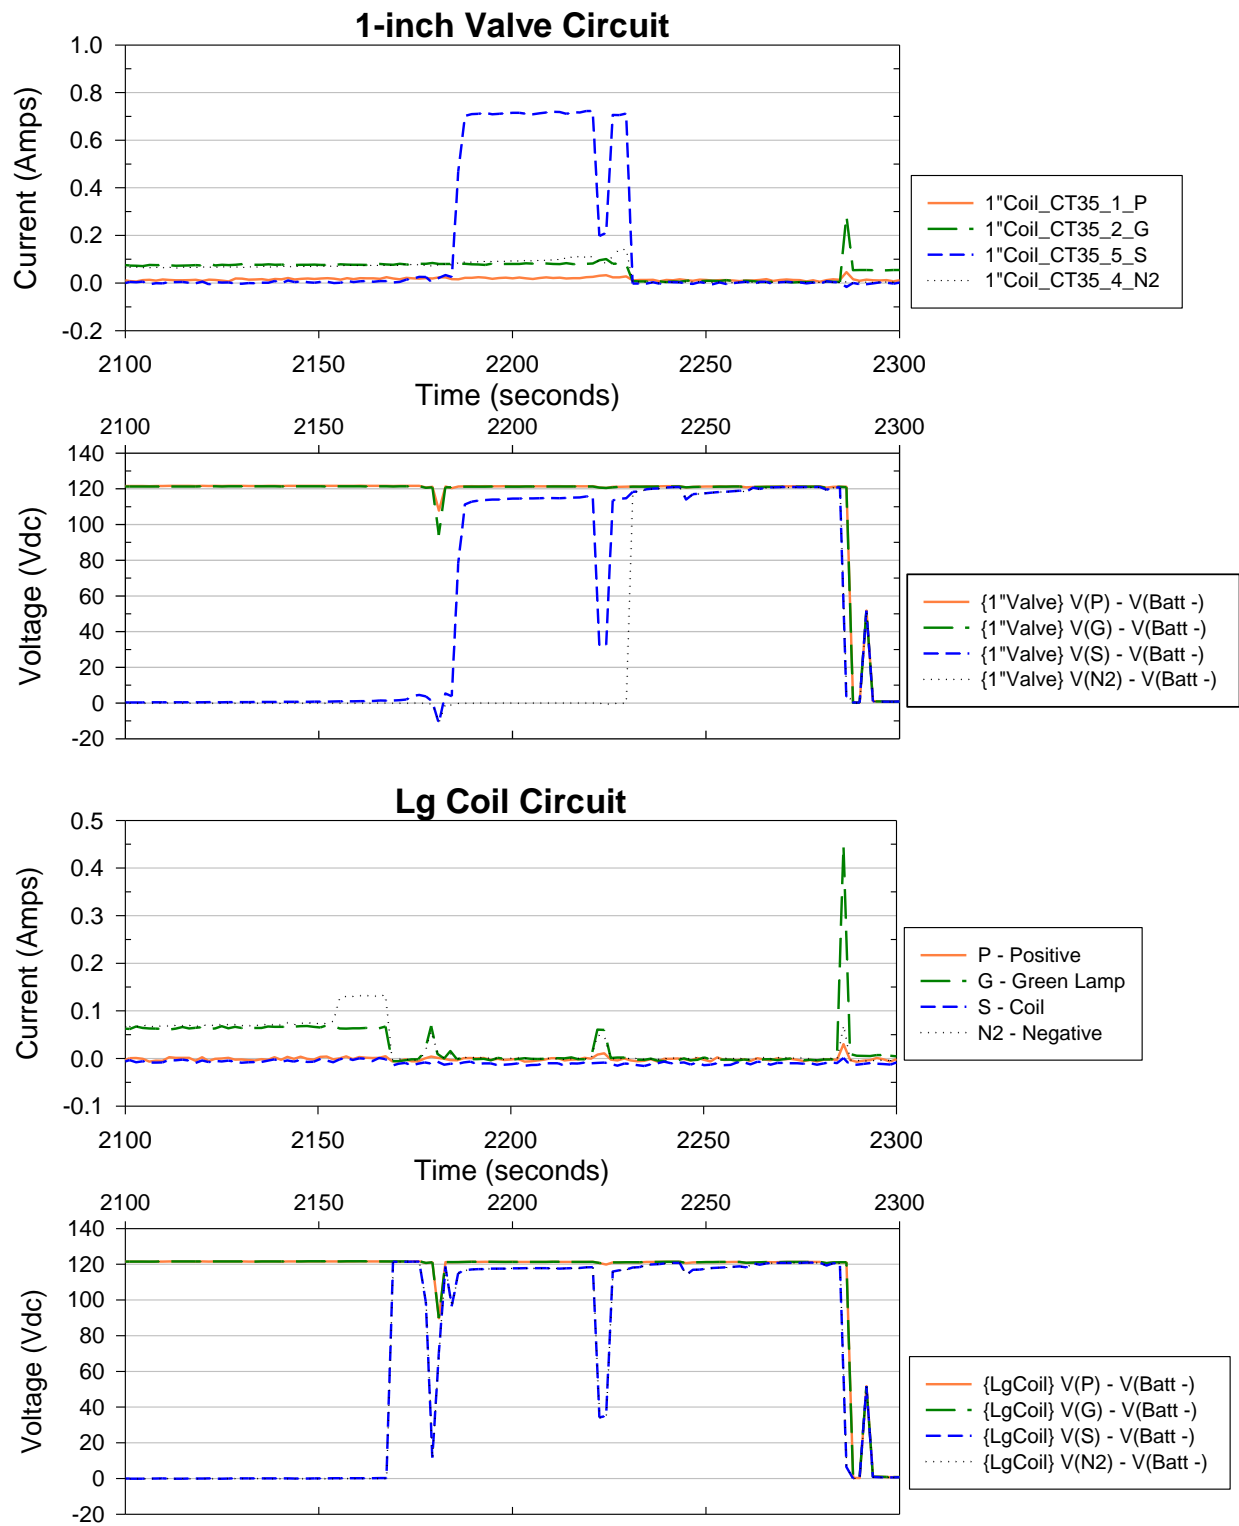 1-inch Valve Circuit
1.0
0.8
0.6
0.4
0.2
0.0
-0.2
Current (Amps)
2100 2150 2200 2250 2300
Time (seconds)
1"Coil_CT35_1_P
1"Coil_CT35_2_G
1"Coil_CT35_5_S
1"Coil_CT35_4_N2
2100 2150 2200 2250 2300
140
120
100
80
60
40
20
0
-20
Voltage (Vdc)
{1"Valve} V(P) - V(Batt -)
{1"Valve} V(G) - V(Batt -)
{1"Valve} V(S) - V(Batt -)
{1"Valve} V(N2) - V(Batt -)
Lg Coil Circuit
0.5
0.4
0.3
0.2
0.1
0.0
-0.1
Current (Amps)
2100 2150 2200 2250 2300
Time (seconds)
P - Positive
G - Green Lamp
S - Coil
N2 - Negative
2100 2150 2200 2250 2300
140
120
100
80
60
40
20
0
-20
Voltage (Vdc)
{LgCoil} V(P) - V(Batt -)
{LgCoil} V(G) - V(Batt -)
{LgCoil} V(S) - V(Batt -)
{LgCoil} V(N2) - V(Batt -)